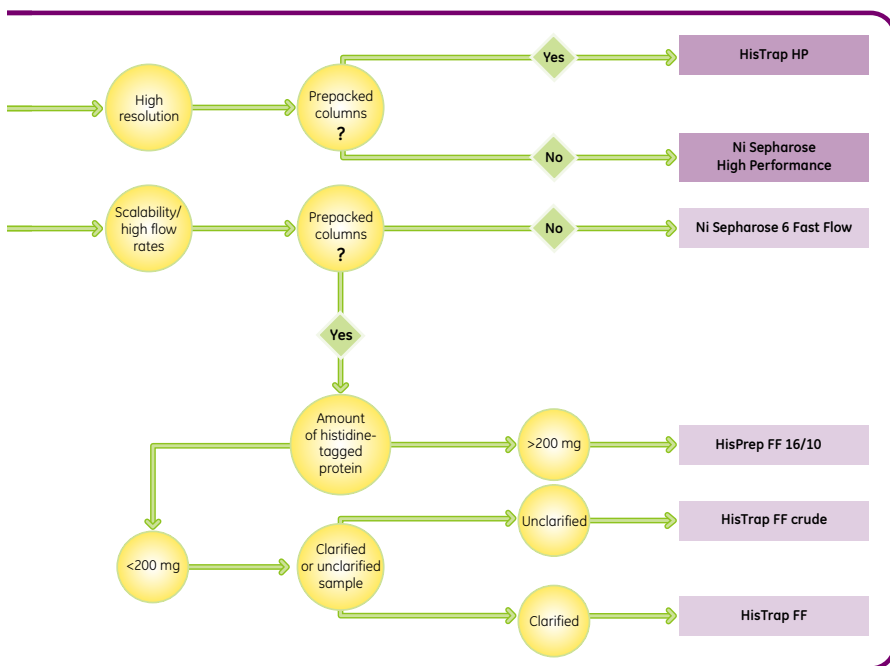 Yes
HisTrap HP
High
resolution
Prepacked
columns
?
No
Ni Sepharose
High Performance
Scalability/
high flow
rates
Prepacked
columns
?
No
Ni Sepharose 6 Fast Flow
Yes
Amount
of histidine-
tagged
protein
>200 mg
HisPrep FF 16/10
Unclarified
HisTrap FF crude
<200 mg
Clarified
or unclarified
sample
Clarified
HisTrap FF